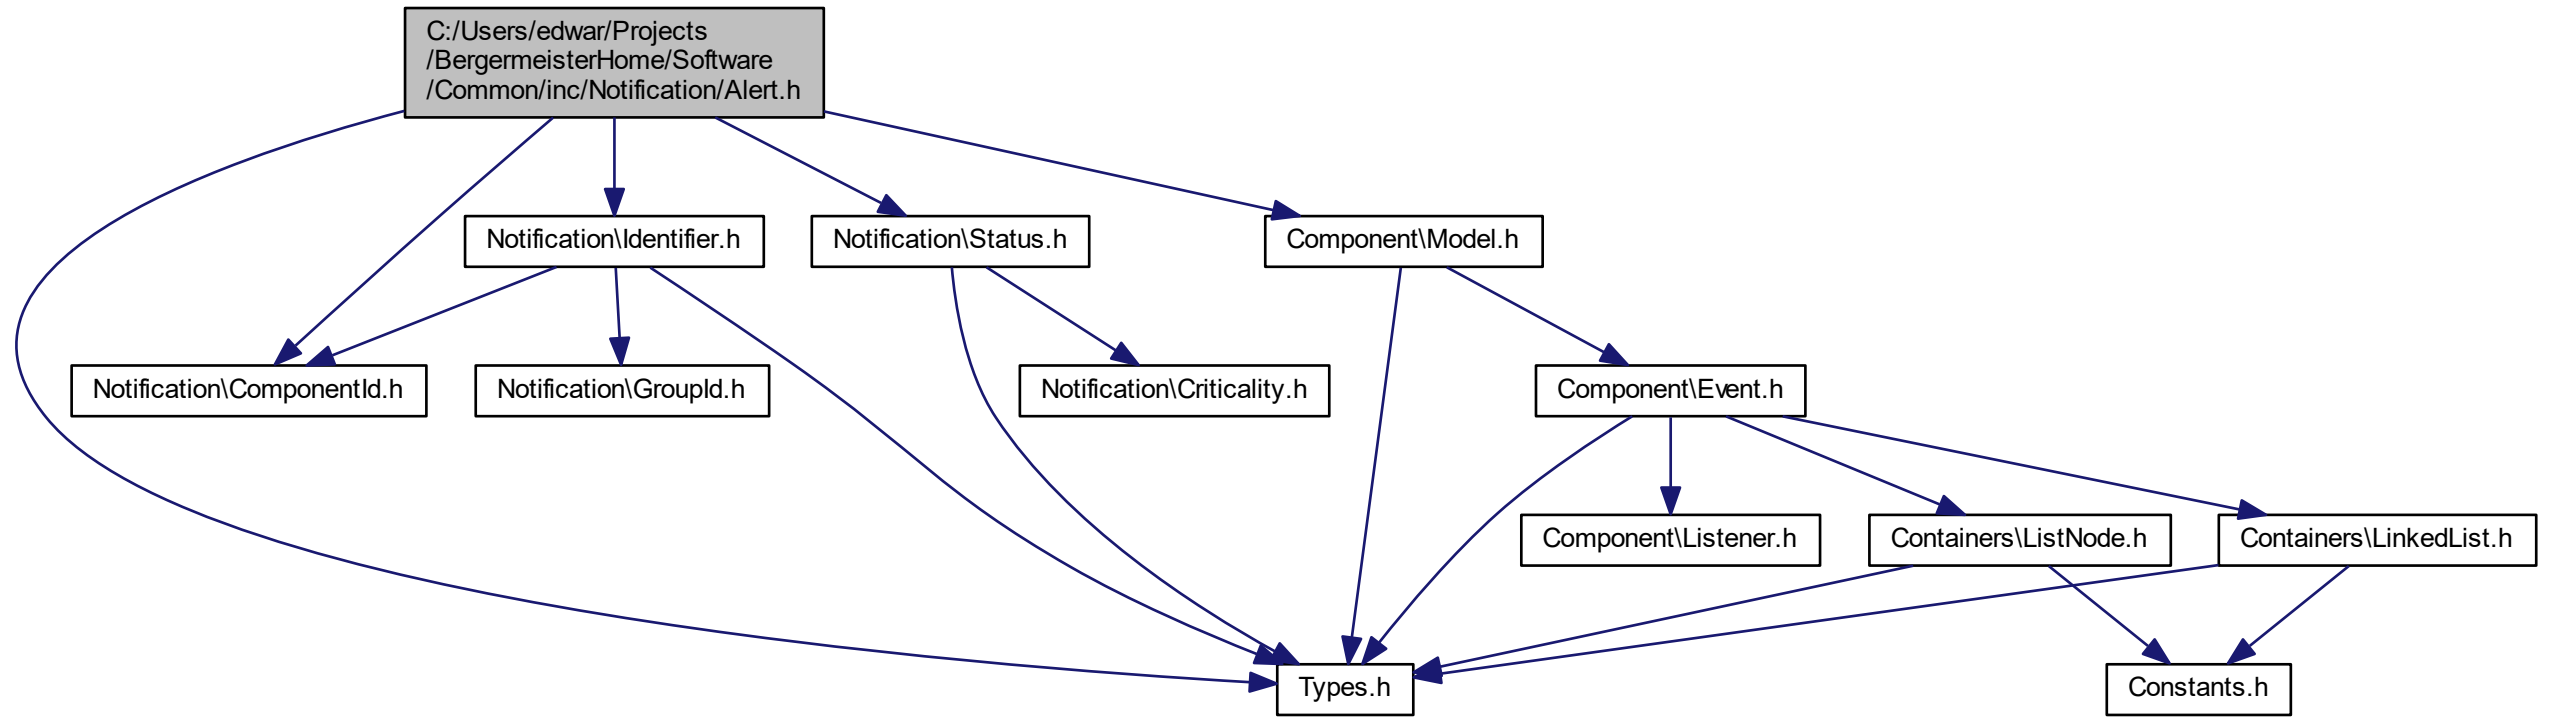 C:/Users/edwar/Projects
/BergermeisterHome/Software
/Common/inc/Notification/Alert.h
Notification\Identifier.h
Notification\Status.h
Component\Model.h
Notification\ComponentId.h
Notification\GroupId.h
Notification\Criticality.h
Component\Event.h
Component\Listener.h
Containers\ListNode.h
Containers\LinkedList.h
Types.h
Constants.h